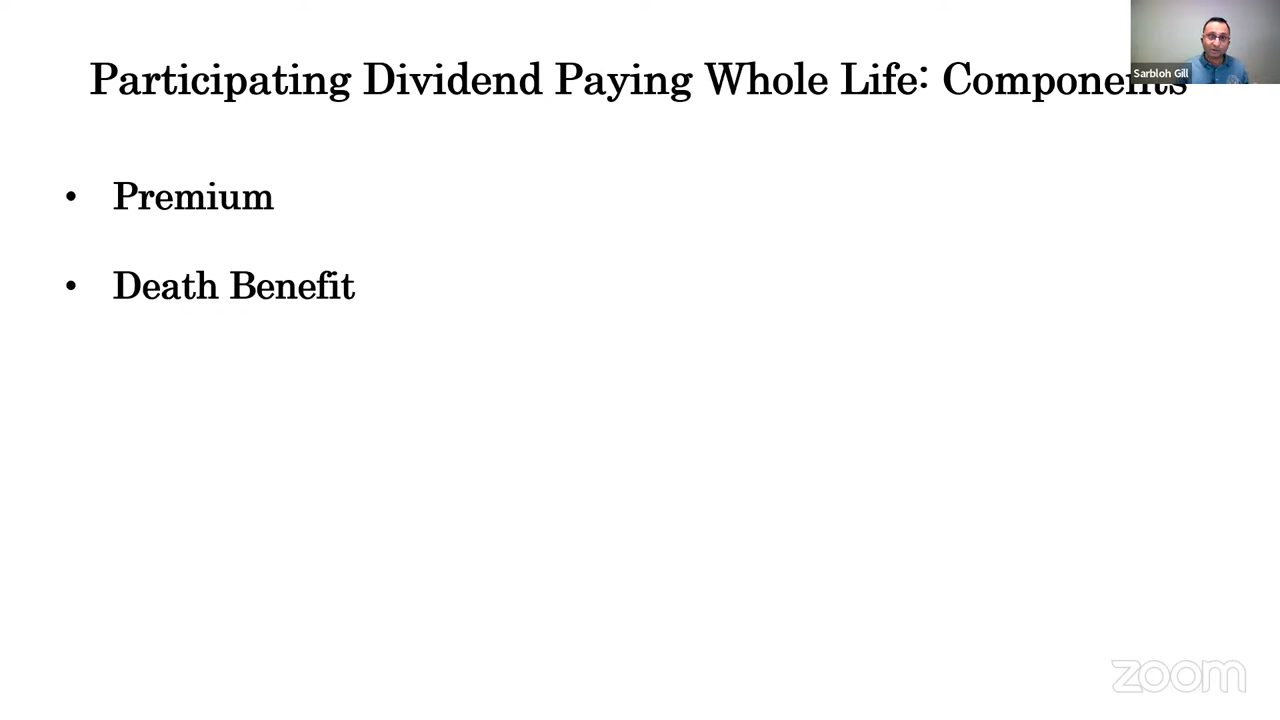 Participating Dividend Paying Whole Life: Components
Sarbloh Gill
• Premium
• Death Benefit
zoom